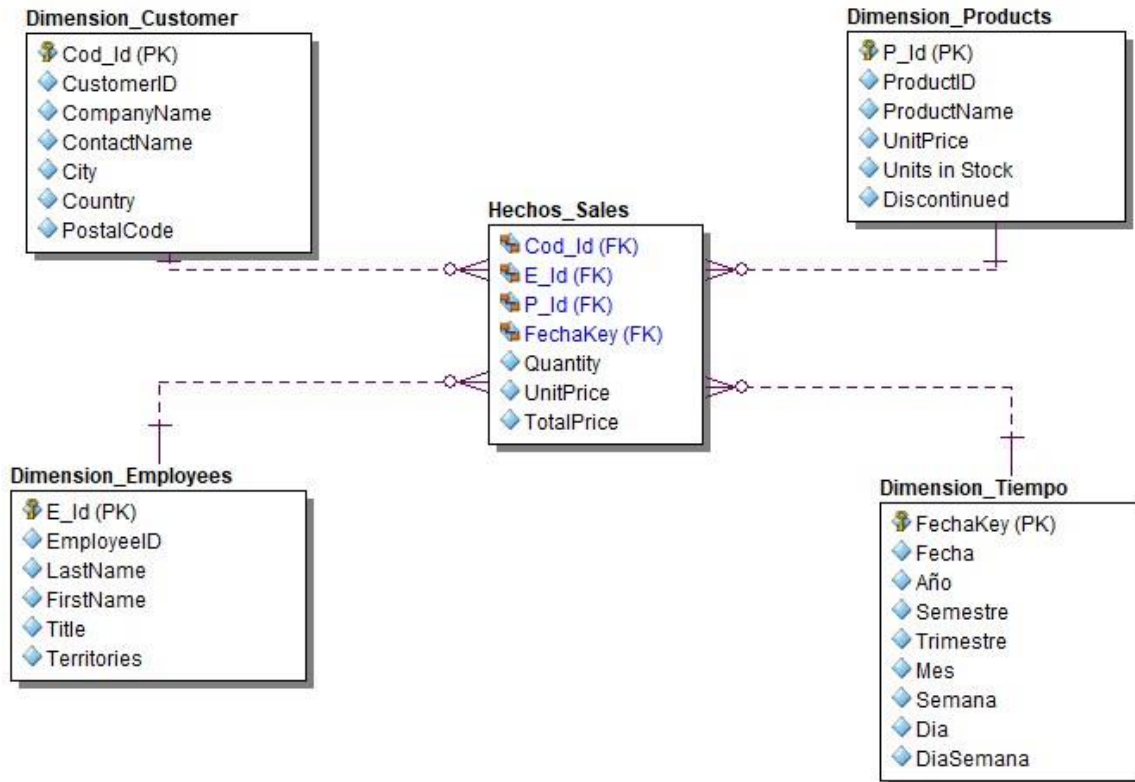 Dimension_Customer
Cod_Id (PK)
CustomerID
CompanyName
ContactName
City
Country
PostalCode
Dimension_Products
P_Id (PK)
ProductID
ProductName
UnitPrice
Units in Stock
Discontinued
Hechos_Sales
Cod_Id (FK)
E_Id (FK)
P_Id (FK)
FechaKey (FK)
Quantity
UnitPrice
TotalPrice
Dimension_Employees
E_Id (PK)
EmployeeID
LastName
FirstName
Title
Territories
Dimension_Tiempo
FechaKey (PK)
Fecha
Año
Semestre
Trimestre
Mes
Semana
Dia
DiaSemana